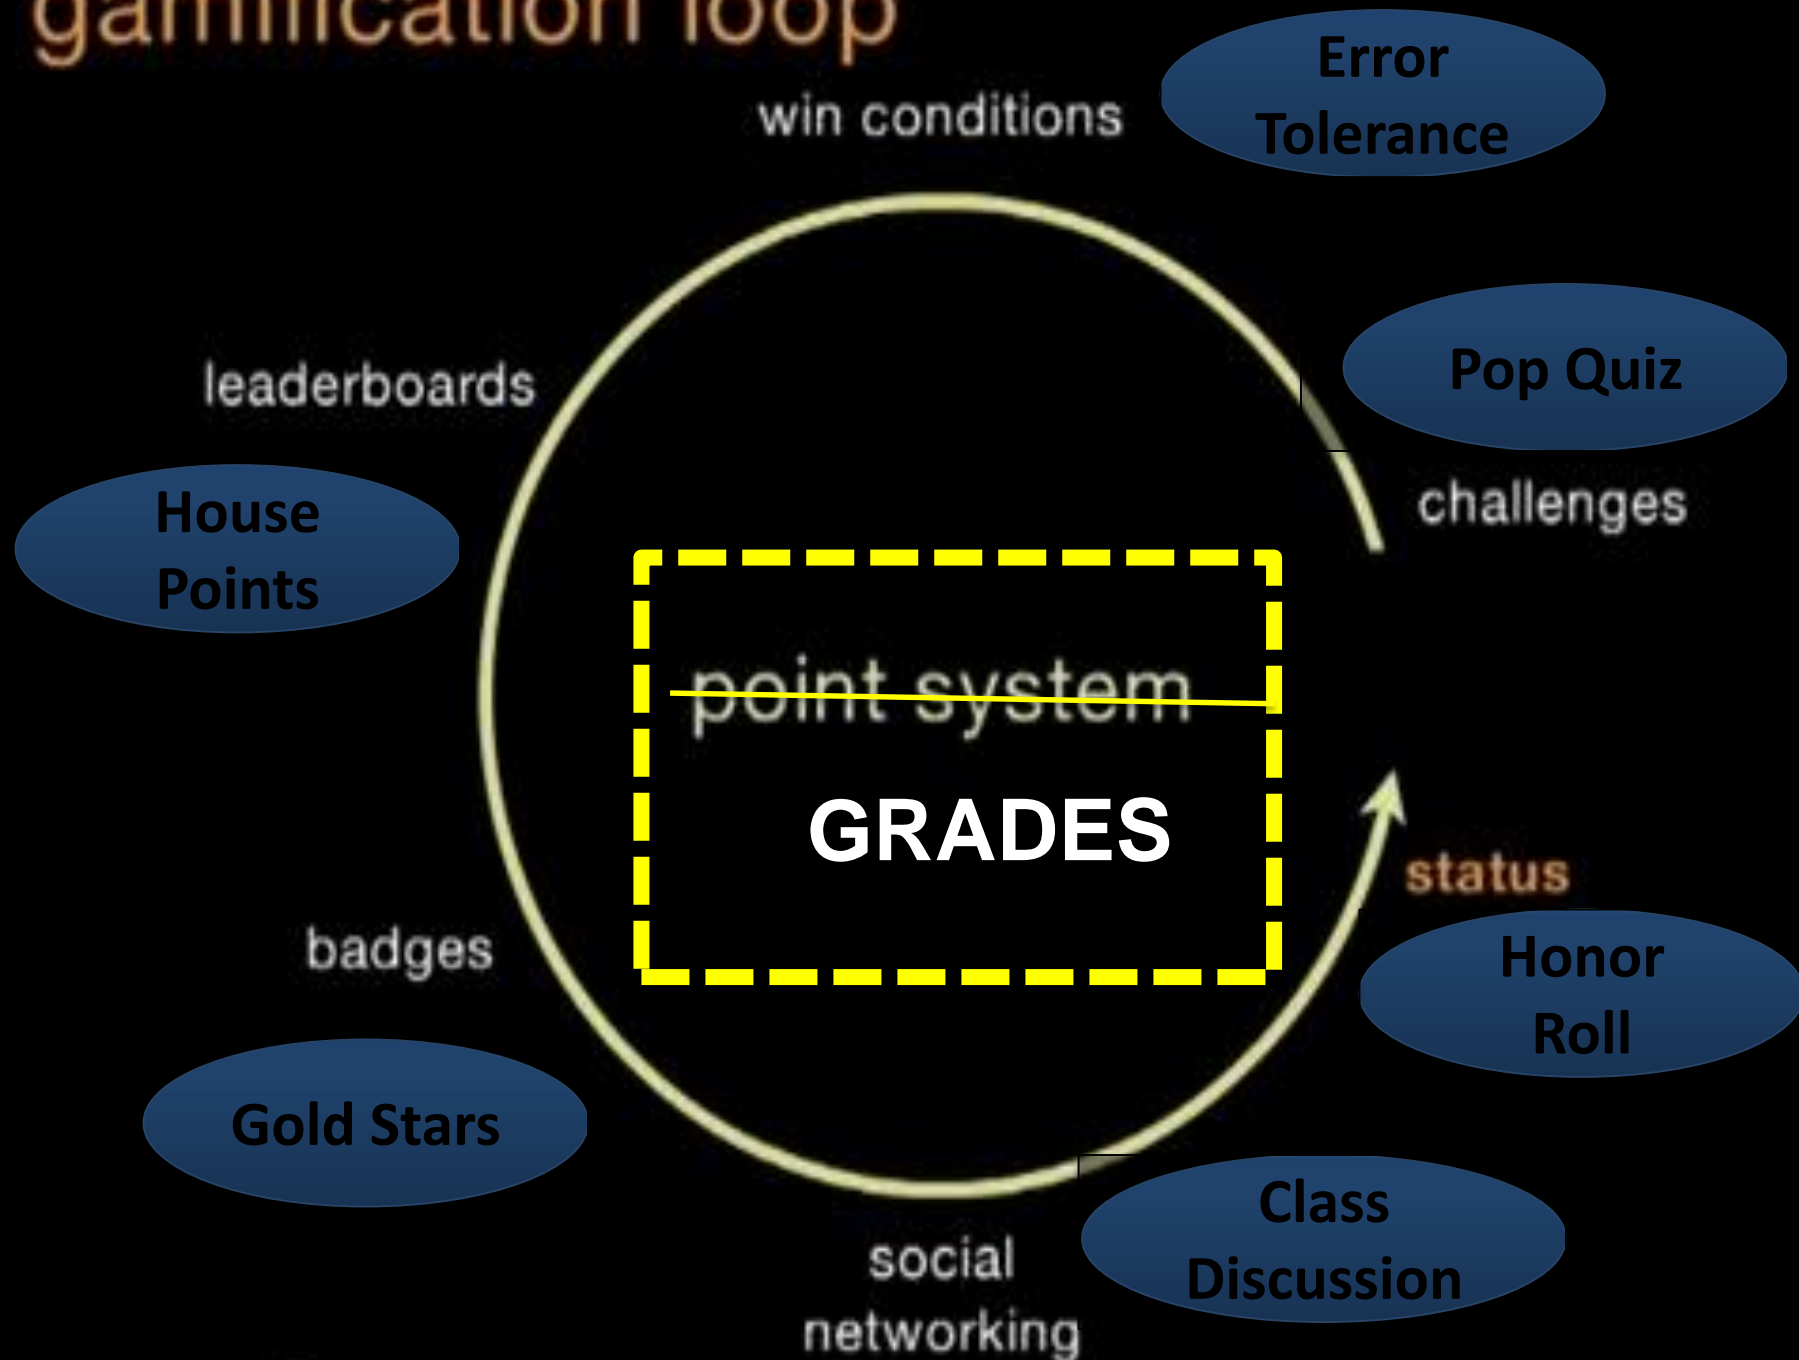 gamification loop
Error
Tolerance
win conditions
Pop Quiz
leaderboards
challenges
House
Points
point system
GRADES
status
Honor
Roll
badges
Gold Stars
Class
Discussion
social
networking